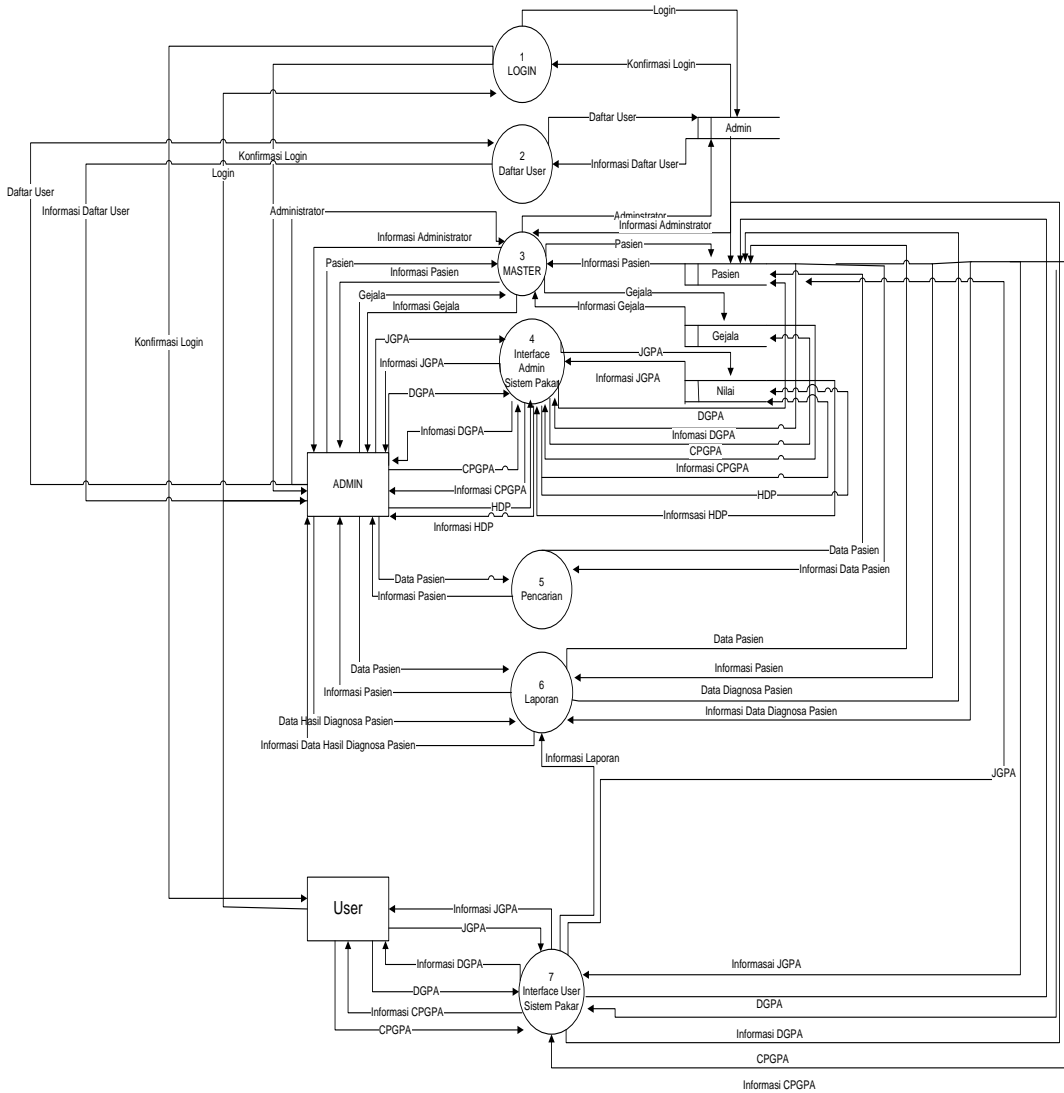 Login
1
LOGIN
Konfirmasi Login
Daftar User
Admin
2
Daftar User
Informasi Daftar User
Konfirmasi Login
Login
Daftar User
Informasi Daftar User
Administrator
Adminstrator
Informasi Adminstrator
Informasi Administrator
Pasien
Pasien
Informasi Pasien
3
MASTER
Pasien
Informasi Pasien
Gejala
Gejala
Informasi Gejala
Informasi Gejala
Gejala
4
Interface
Admin
Sistem Pakar
JGPA
JGPA
Konfirmasi Login
Informasi JGPA
Informasi JGPA
Nilai
DGPA
DGPA
Infomasi DGPA
Informasi DGPA
CPGPA
CPGPA
Informasi CPGPA
ADMIN
Informasi CPGPA
HDP
HDP
Informasi HDP
Informsasi HDP
Data Pasien
Informasi Data Pasien
5
Pencarian
Data Pasien
Informasi Pasien
Data Pasien
Data Pasien
Informasi Pasien
6
Laporan
Informasi Pasien
Data Diagnosa Pasien
Informasi Data Diagnosa Pasien
Data Hasil Diagnosa Pasien
Informasi Data Hasil Diagnosa Pasien
Informasi Laporan
JGPA
User
Informasi JGPA
JGPA
Informasi DGPA
DGPA
Informasi CPGPA
CPGPA
7
Interface User
Sistem Pakar
Informasai JGPA
DGPA
Informasi DGPA
CPGPA
Informasi CPGPA